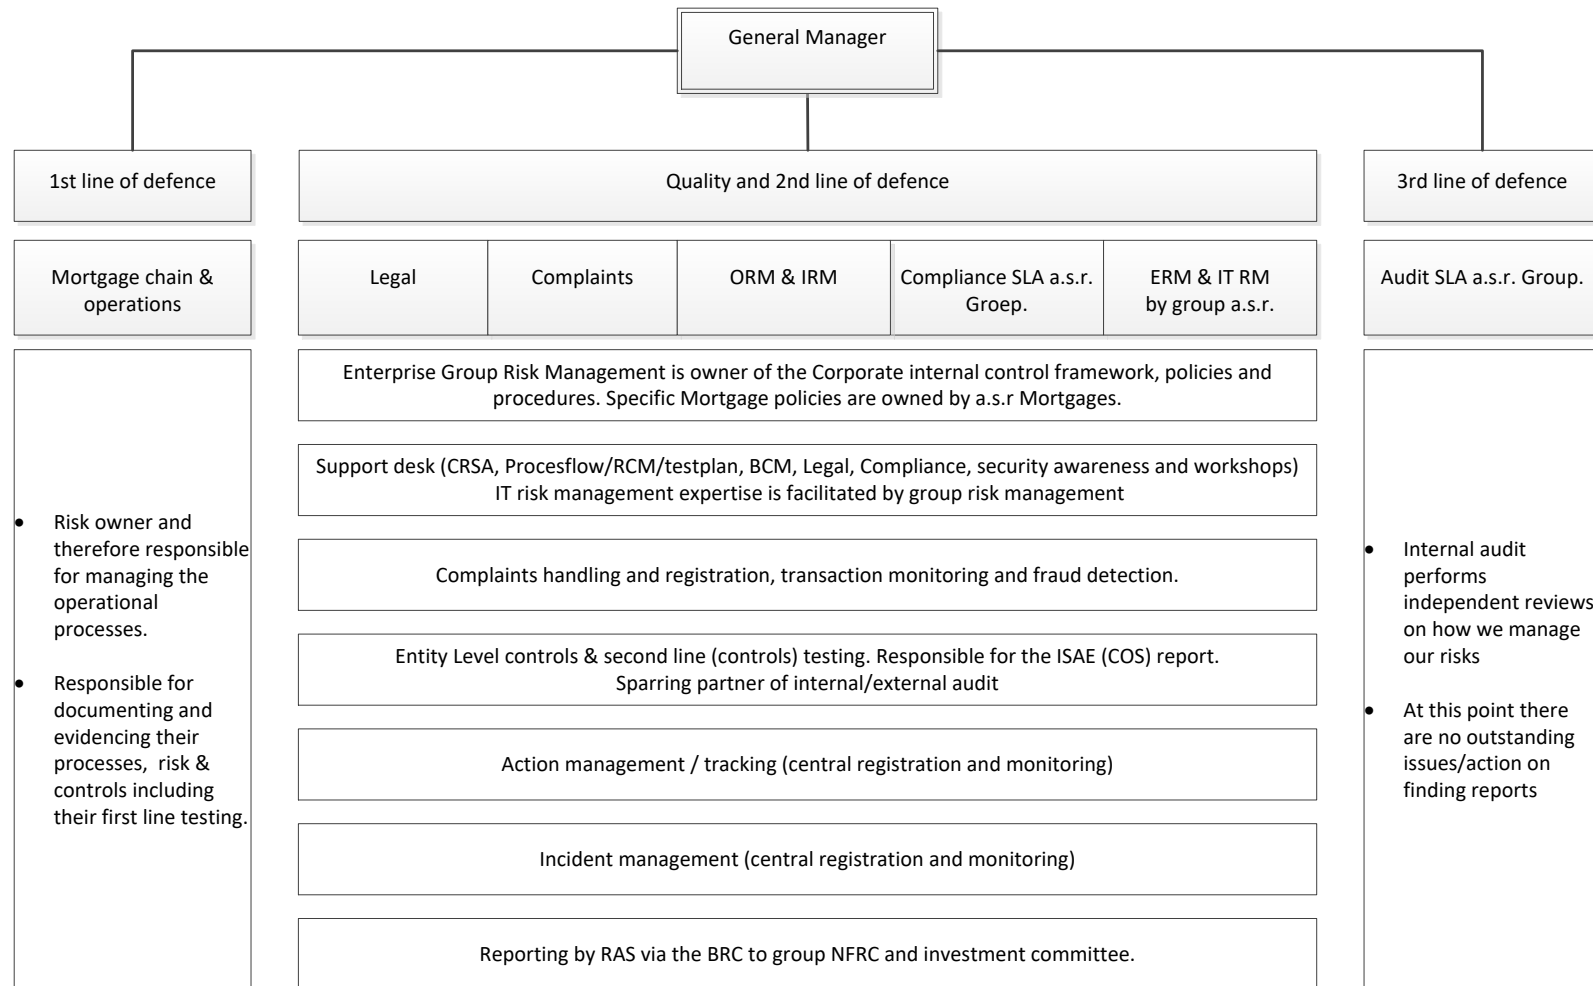 General Manager
1st line of defence
Quality and 2nd line of defence
3rd line of defence
Mortgage chain &
operations
Legal
Complaints
ORM & IRM
Compliance SLA a.s.r.
Groep.
ERM & IT RM
by group a.s.r.
Audit SLA a.s.r. Group.
• Risk owner and
therefore responsible
for managing the
operational
processes.
• Responsible for
documenting and
evidencing their
processes,  risk &
controls including
their first line testing.
Enterprise Group Risk Management is owner of the Corporate internal control framework, policies and
procedures. Specific Mortgage policies are owned by a.s.r Mortgages.
Support desk (CRSA, Procesflow/RCM/testplan, BCM, Legal, Compliance, security awareness and workshops)
IT risk management expertise is facilitated by group risk management
Complaints handling and registration, transaction monitoring and fraud detection.
Entity Level controls & second line (controls) testing. Responsible for the ISAE (COS) report.
Sparring partner of internal/external audit
Action management / tracking (central registration and monitoring)
Incident management (central registration and monitoring)
Reporting by RAS via the BRC to group NFRC and investment committee.
• Internal audit
performs
independent reviews
on how we manage
our risks
• At this point there
are no outstanding
issues/action on
finding reports